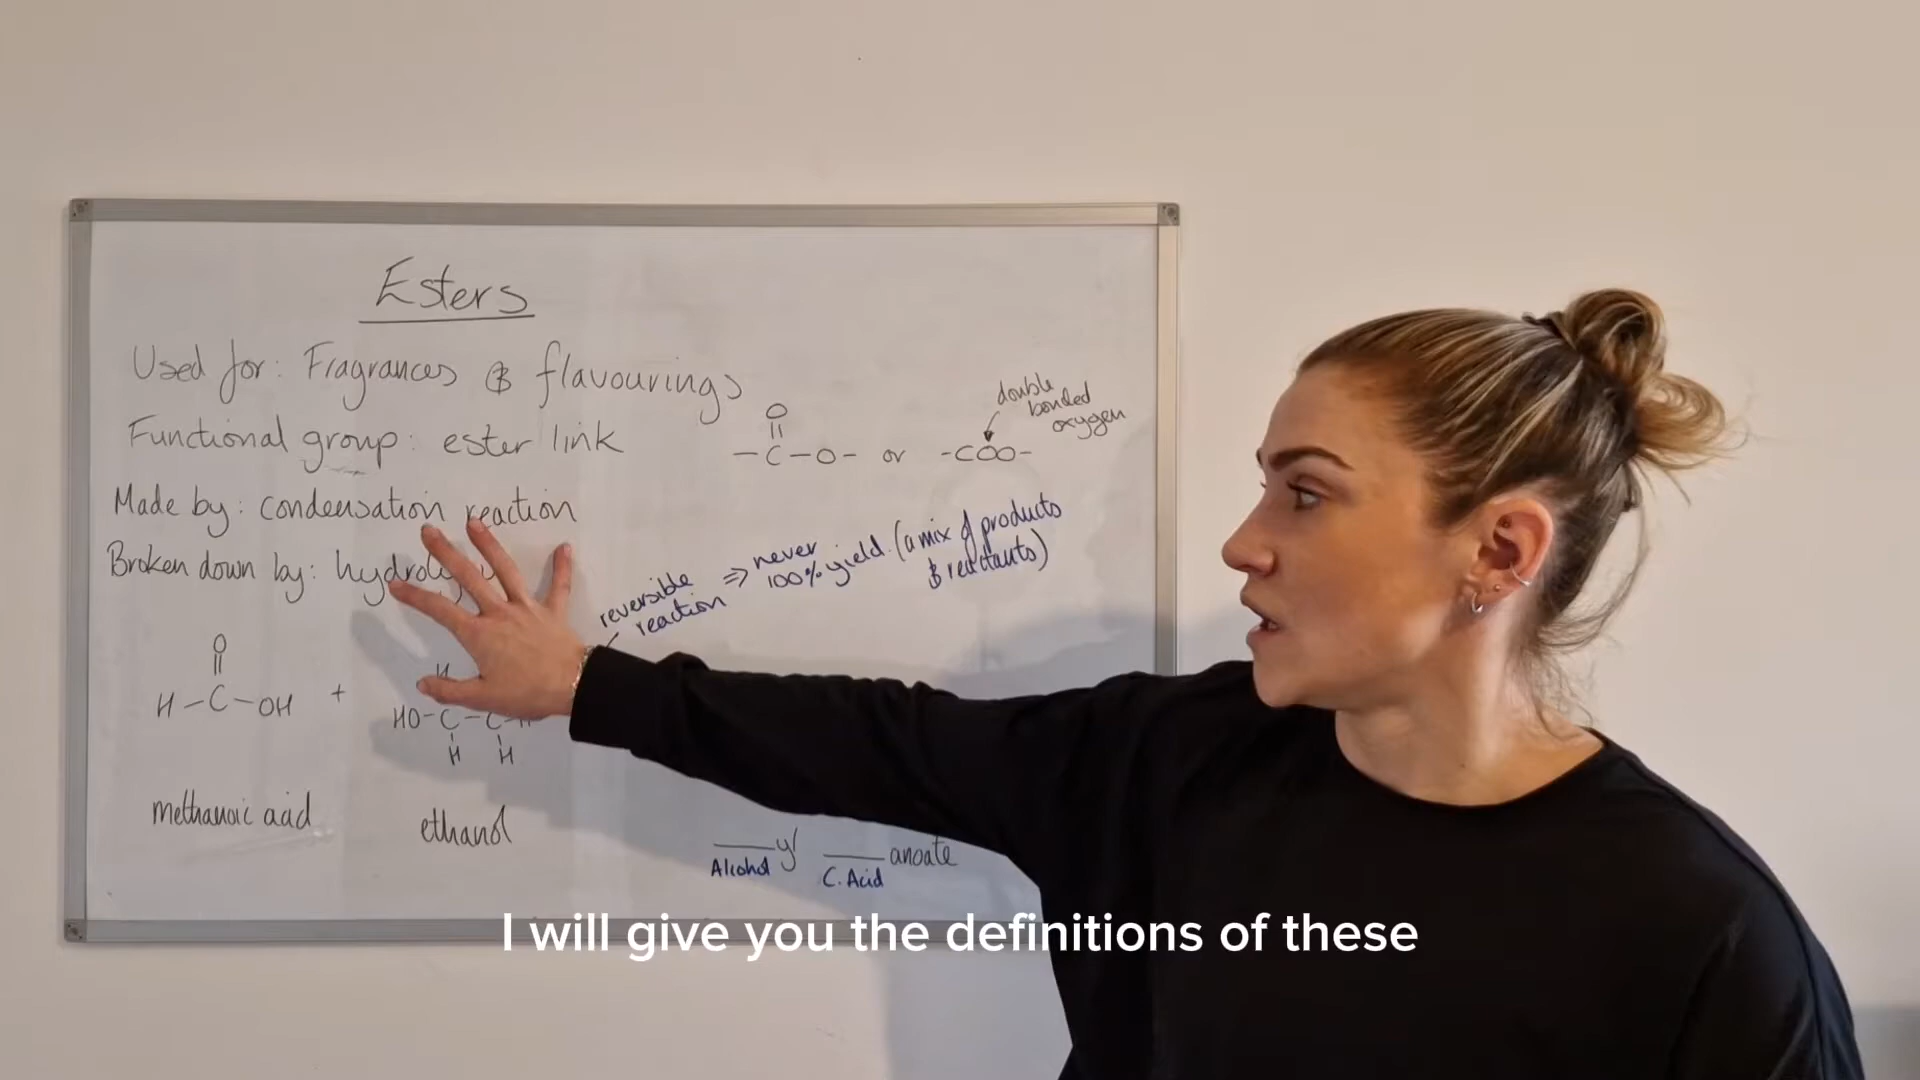 Esters
Used for: Fragrances & flavourings
Functional group: ester link
O
-C-O- or -COO-
double
bonded
oxygen
Made by: condensation reaction
Broken down by:
reversible
reaction
⇒ never
100% yield. (a mix of products
& reactants)
O
H-C-OH + HO-C-C-H
H
H H
methanoic acid
ethanol
yl anoate
Alcohol C. Acid
I will give you the definitions of these